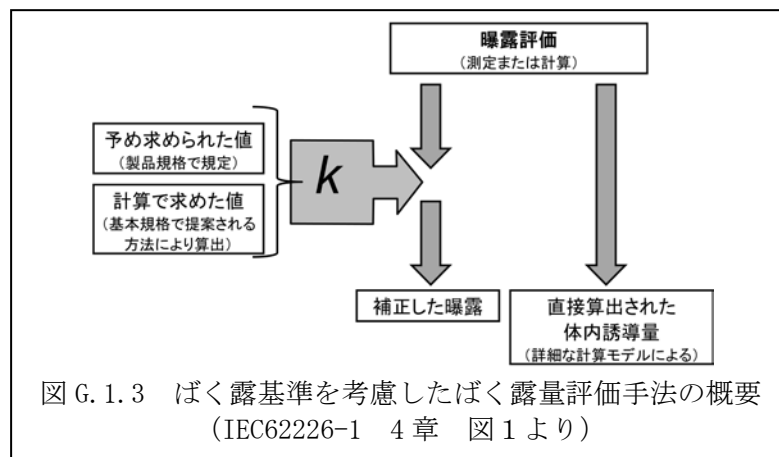 曝露評価
(測定または計算)
予め求められた値
(製品規格で規定)
計算で求めた値
(基本規格で提案される
方法により算出)
k
補正した曝露
直接算出された
体内誘導量
(詳細な計算モデルによる)
図 G.1.3 ばく露基準を考慮したばく露量評価手法の概要
(IEC62226-1 4章 図1より)